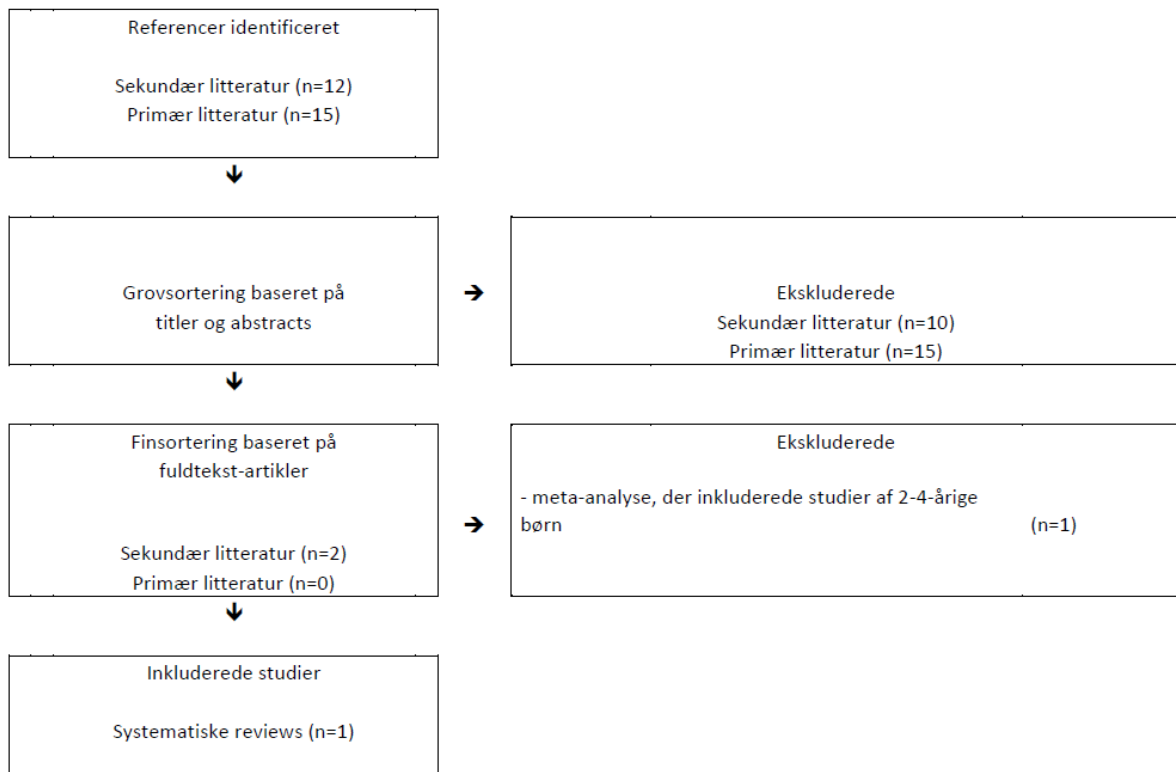 Referencer identificeret
Sekundær litteratur (n=12)
Primær litteratur (n=15)
Grovsortering baseret på
titler og abstracts
Ekskluderede
Sekundær litteratur (n=10)
Primær litteratur (n=15)
Finsortering baseret på
fuldtekst-artikler
Sekundær litteratur (n=2)
Primær litteratur (n=0)
Ekskluderede
- meta-analyse, der inkluderede studier af 2-4-årige
børn
(n=1)
Inkluderede studier
Systematiske reviews (n=1)